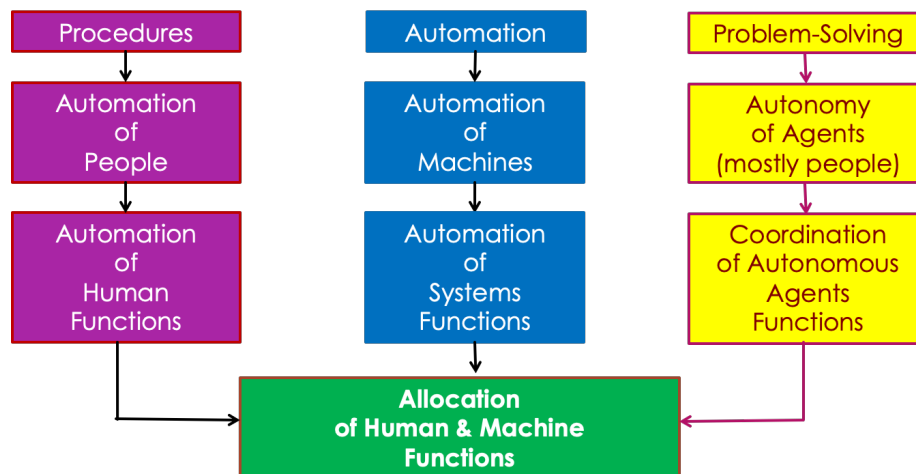 Procedures
Automation
of
People
Automation
of
Human
Functions
Automation
Automation
of
Machines
Automation
of
Systems
Functions
Problem-Solving
Autonomy
of Agents
(mostly people)
Coordination
of Autonomous
Agents
Functions
Allocation
of Human & Machine
Functions